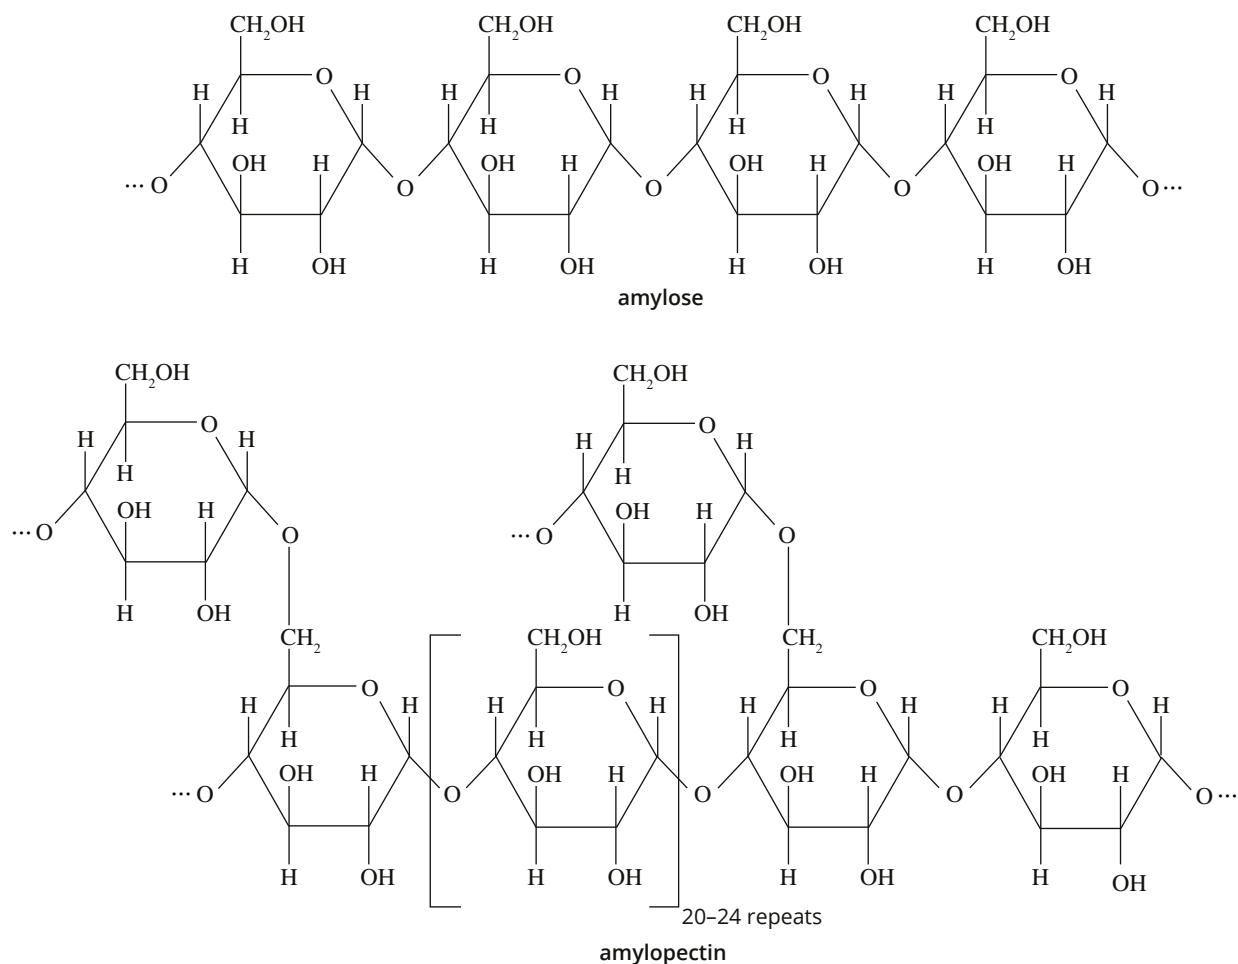 CH₂OH CH₂OH CH₂OH CH₂OH
O O O O
H H H H H H H H
H H H H
OH H OH H OH H OH H
··· O O O O O ···
H OH H OH H OH H OH
amylose
CH₂OH CH₂OH
O O
H H H H
H H
OH H OH H
··· O O ··· O O
H OH H OH
CH₂ CH₂OH CH₂ CH₂OH
O O O O
H H H H H H H H
H H H H
OH H OH H OH H OH H
··· O O O O O ···
H OH H OH H OH H OH
20–24 repeats
amylopectin